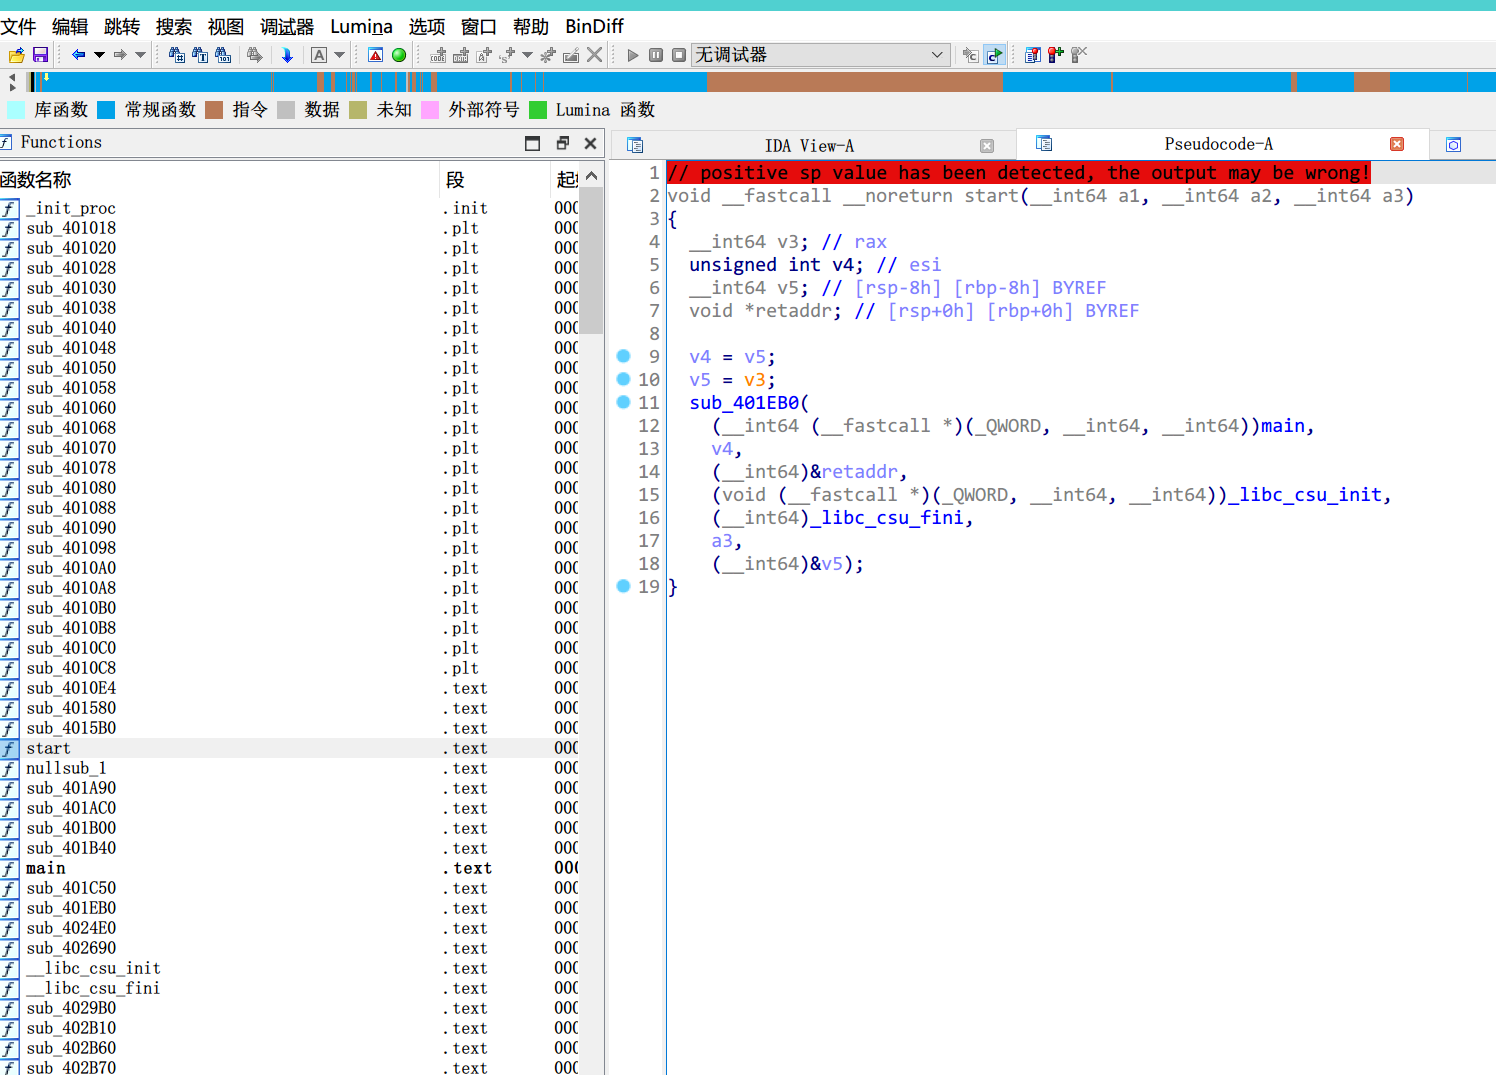 文件 编辑 跳转 搜索 视图 调试器 Lumina 选项 窗口 帮助 BinDiff
无调试器
库函数 常规函数 指令 数据 未知 外部符号 Lumina 函数
Functions
函数名称 段
_init_proc .init 000
sub_401018 .plt 000
sub_401020 .plt 000
sub_401028 .plt 000
sub_401030 .plt 000
sub_401038 .plt 000
sub_401040 .plt 000
sub_401048 .plt 000
sub_401050 .plt 000
sub_401058 .plt 000
sub_401060 .plt 000
sub_401068 .plt 000
sub_401070 .plt 000
sub_401078 .plt 000
sub_401080 .plt 000
sub_401088 .plt 000
sub_401090 .plt 000
sub_401098 .plt 000
sub_4010A0 .plt 000
sub_4010A8 .plt 000
sub_4010B0 .plt 000
sub_4010B8 .plt 000
sub_4010C0 .plt 000
sub_4010C8 .plt 000
sub_4010E4 .text 000
sub_401580 .text 000
sub_4015B0 .text 000
start .text 000
nullsub_1 .text 000
sub_401A90 .text 000
sub_401AC0 .text 000
sub_401B00 .text 000
sub_401B40 .text 000
main .text 000
sub_401C50 .text 000
sub_401EB0 .text 000
sub_4024E0 .text 000
sub_402690 .text 000
__libc_csu_init .text 000
__libc_csu_fini .text 000
sub_4029B0 .text 000
sub_402B10 .text 000
sub_402B60 .text 000
sub_402B70 .text 000
IDA View-A Pseudocode-A
1 // positive sp value has been detected, the output may be wrong!
2 void __fastcall __noreturn start(__int64 a1, __int64 a2, __int64 a3)
3 {
4 __int64 v3; // rax
5 unsigned int v4; // esi
6 __int64 v5; // [rsp-8h] [rbp-8h] BYREF
7 void *retaddr; // [rsp+0h] [rbp+0h] BYREF
8
9 v4 = v5;
10 v5 = v3;
11 sub_401EB0(
12 (__int64 (__fastcall *)(_QWORD, __int64, __int64))main,
13 v4,
14 (__int64)&retaddr,
15 (void (__fastcall *)(_QWORD, __int64, __int64))_libc_csu_init,
16 (__int64)_libc_csu_fini,
17 a3,
18 (__int64)&v5);
19 }